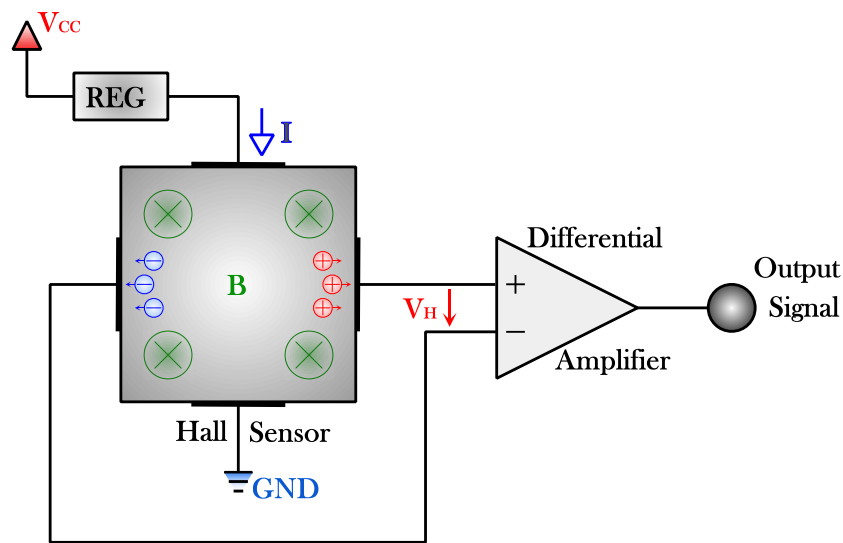 VCC
REG
I
B
Differential
+
VH
−
Amplifier
Output
Signal
Hall Sensor
GND